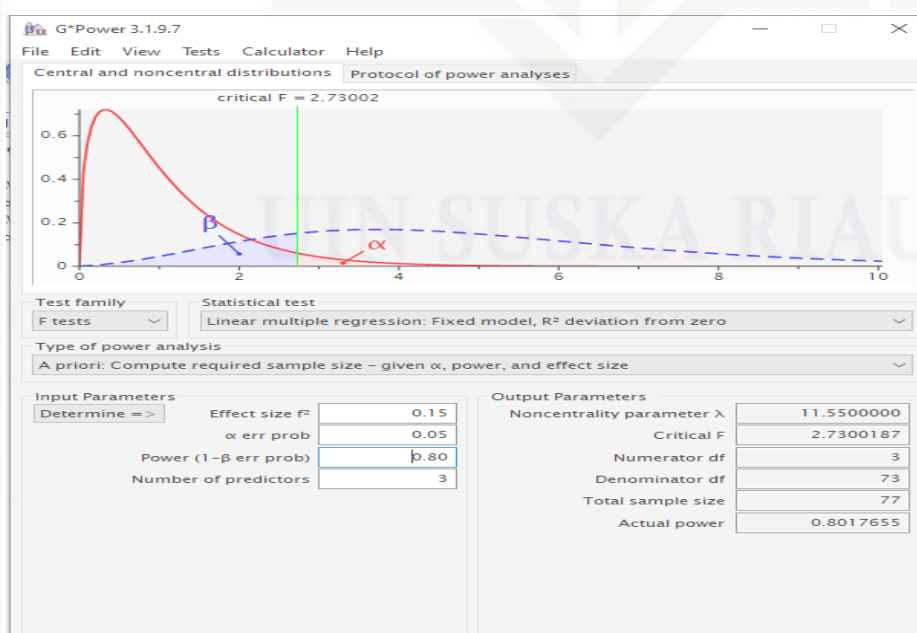 G*Power 3.1.9.7
File Edit View Tests Calculator Help
Central and noncentral distributions Protocol of power analyses
critical F = 2.73002
0.6
0.4
0.2
0
β
α
0 2 4 6 8 10
UIN SUSKA RIAU
Test family Statistical test
F tests Linear multiple regression: Fixed model, R² deviation from zero
Type of power analysis
A priori: Compute required sample size – given α, power, and effect size
Input Parameters Output Parameters
Determine => Effect size f² 0.15 Noncentrality parameter λ 11.5500000
α err prob 0.05 Critical F 2.7300187
Power (1-β err prob) 0.80 Numerator df 3
Number of predictors 3 Denominator df 73
Total sample size 77
Actual power 0.8017655